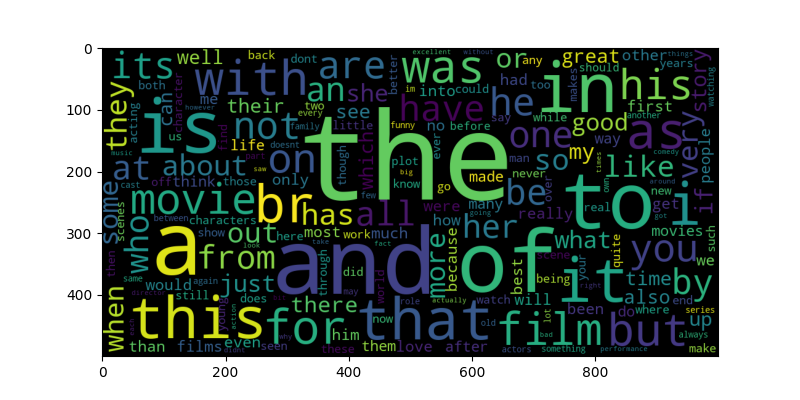 0
100
200
300
400
0
200
400
600
800
its
well
back
dont
are
excellent
without
was
or
any
great
other
things
years
story
both
character
with
an
she
better
im
into
could
in
makes
should
his
matching
they
acting
can
me
their
two
every
see
have
he
had
too
first
another
is
however
us
not
family
little
funny
no
before
say
while
one
good
as
very
music
life
find
doesnt
though
the
ever
man
way
my
times
comedy
people
at
about
part
on
which
plot
so
like
if
cast
off
think
those
saw
only
few
big
know
go
made
never
be
over
to
own
real
around
new
get
got
i
some
scenes
movie
between
characters
br
has
all
were
many
going
her
really
who
show
look
out
here
most
work
much
take
fact
how
more
because
of
best
scene
what
quite
your
movies
such
you
we
then
same
a
from
and
through
did
may
world
being
it
right
time
by
when
director
would
again
still
just
young
does
action
there
role
actually
watch
will
lot
been
also
end
do
series
this
for
him
now
that
old
film
bad
but
where
up
always
than
films
even
seen
any
these
them
love
after
actors
something
performance
make